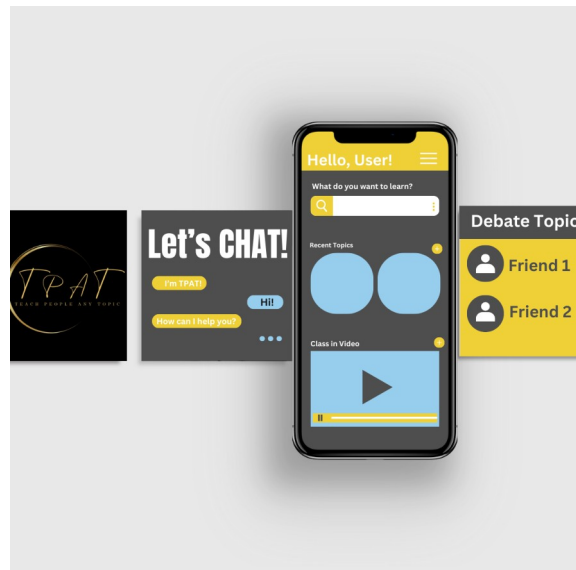 TPAT
TEACH PEOPLE ANY TOPIC
Let's CHAT!
I'm TPAT!
Hi!
How can I help you?
Hello, User!
What do you want to learn?
Recent Topics
Class in Video
Debate Topic
Friend 1
Friend 2